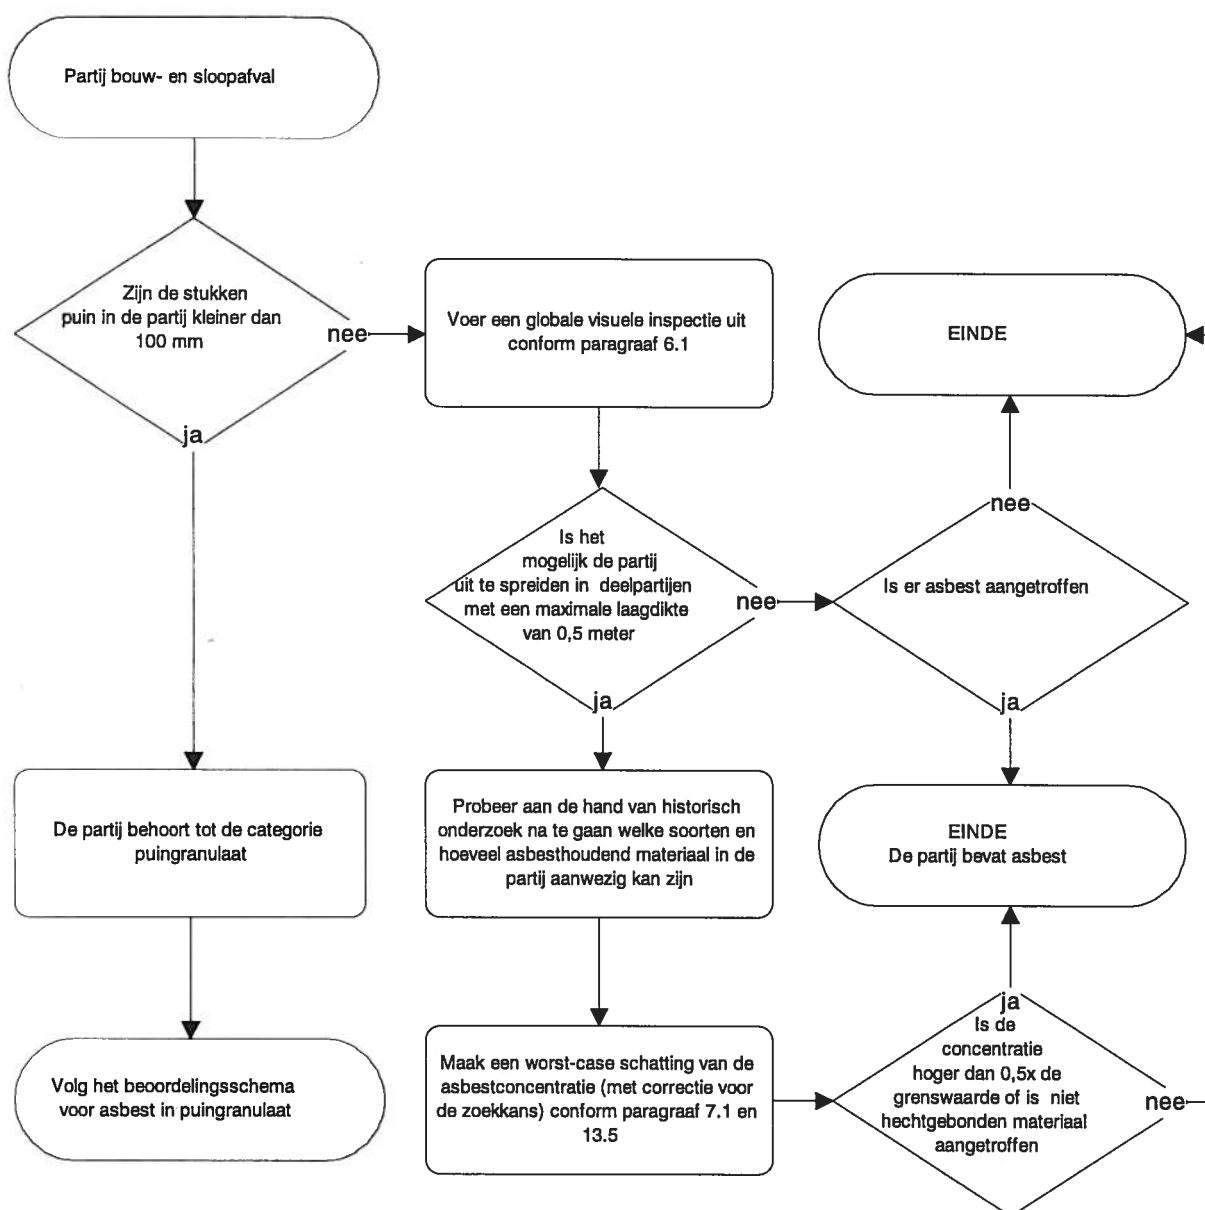 Partij bouw- en sloopafval
Zijn de stukken
puin in de partij kleiner dan
100 mm
nee
ja
Voer een globale visuele inspectie uit
conform paragraaf 6.1
EINDE
Is het
mogelijk de partij
uit te spreiden in deelpartijen
met een maximale laagdikte
van 0,5 meter
nee
ja
nee
Is er asbest aangetroffen
ja
De partij behoort tot de categorie
puingranulaat
Probeer aan de hand van historisch
onderzoek na te gaan welke soorten en
hoeveel asbesthoudend materiaal in de
partij aanwezig kan zijn
EINDE
De partij bevat asbest
Volg het beoordelingsschema
voor asbest in puingranulaat
Maak een worst-case schatting van de
asbestconcentratie (met correctie voor
de zoekkans) conform paragraaf 7.1 en
13.5
ja
Is de
concentratie
hoger dan 0,5x de
grenswaarde of is niet
hechtgebonden materiaal
aangetroffen
nee